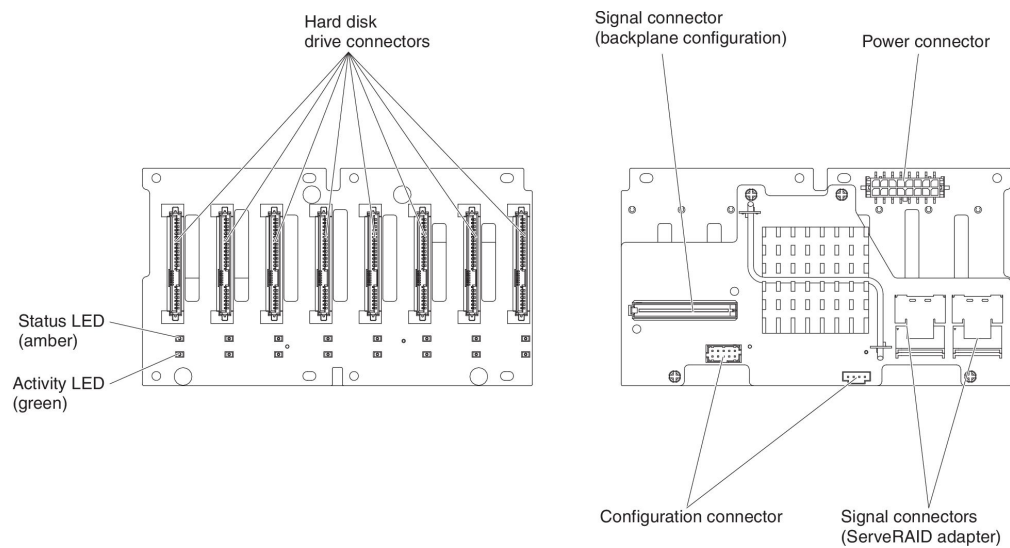 Hard disk
drive connectors
Signal connector
(backplane configuration)
Power connector
Status LED
(amber)
Activity LED
(green)
Configuration connector
Signal connectors
(ServeRAID adapter)